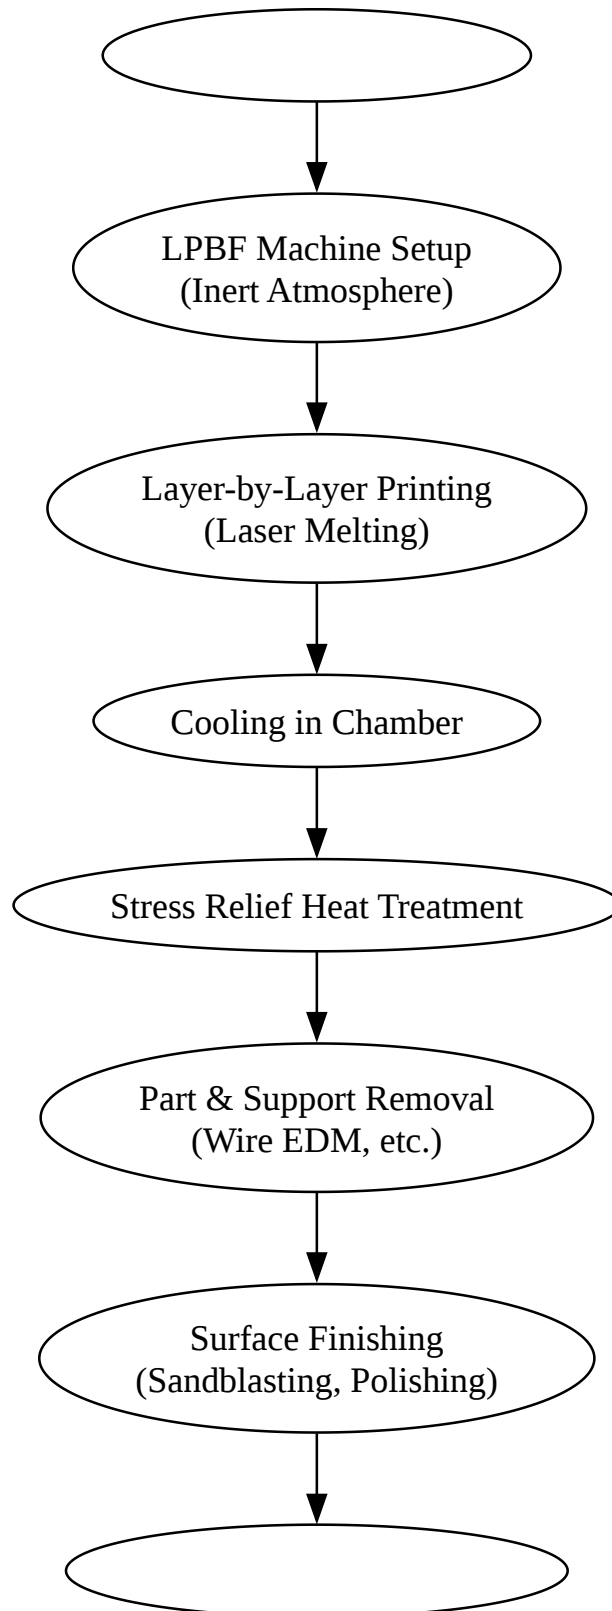 LPBF Machine Setup
(Inert Atmosphere)
Layer-by-Layer Printing
(Laser Melting)
Cooling in Chamber
Stress Relief Heat Treatment
Part & Support Removal
(Wire EDM, etc.)
Surface Finishing
(Sandblasting, Polishing)